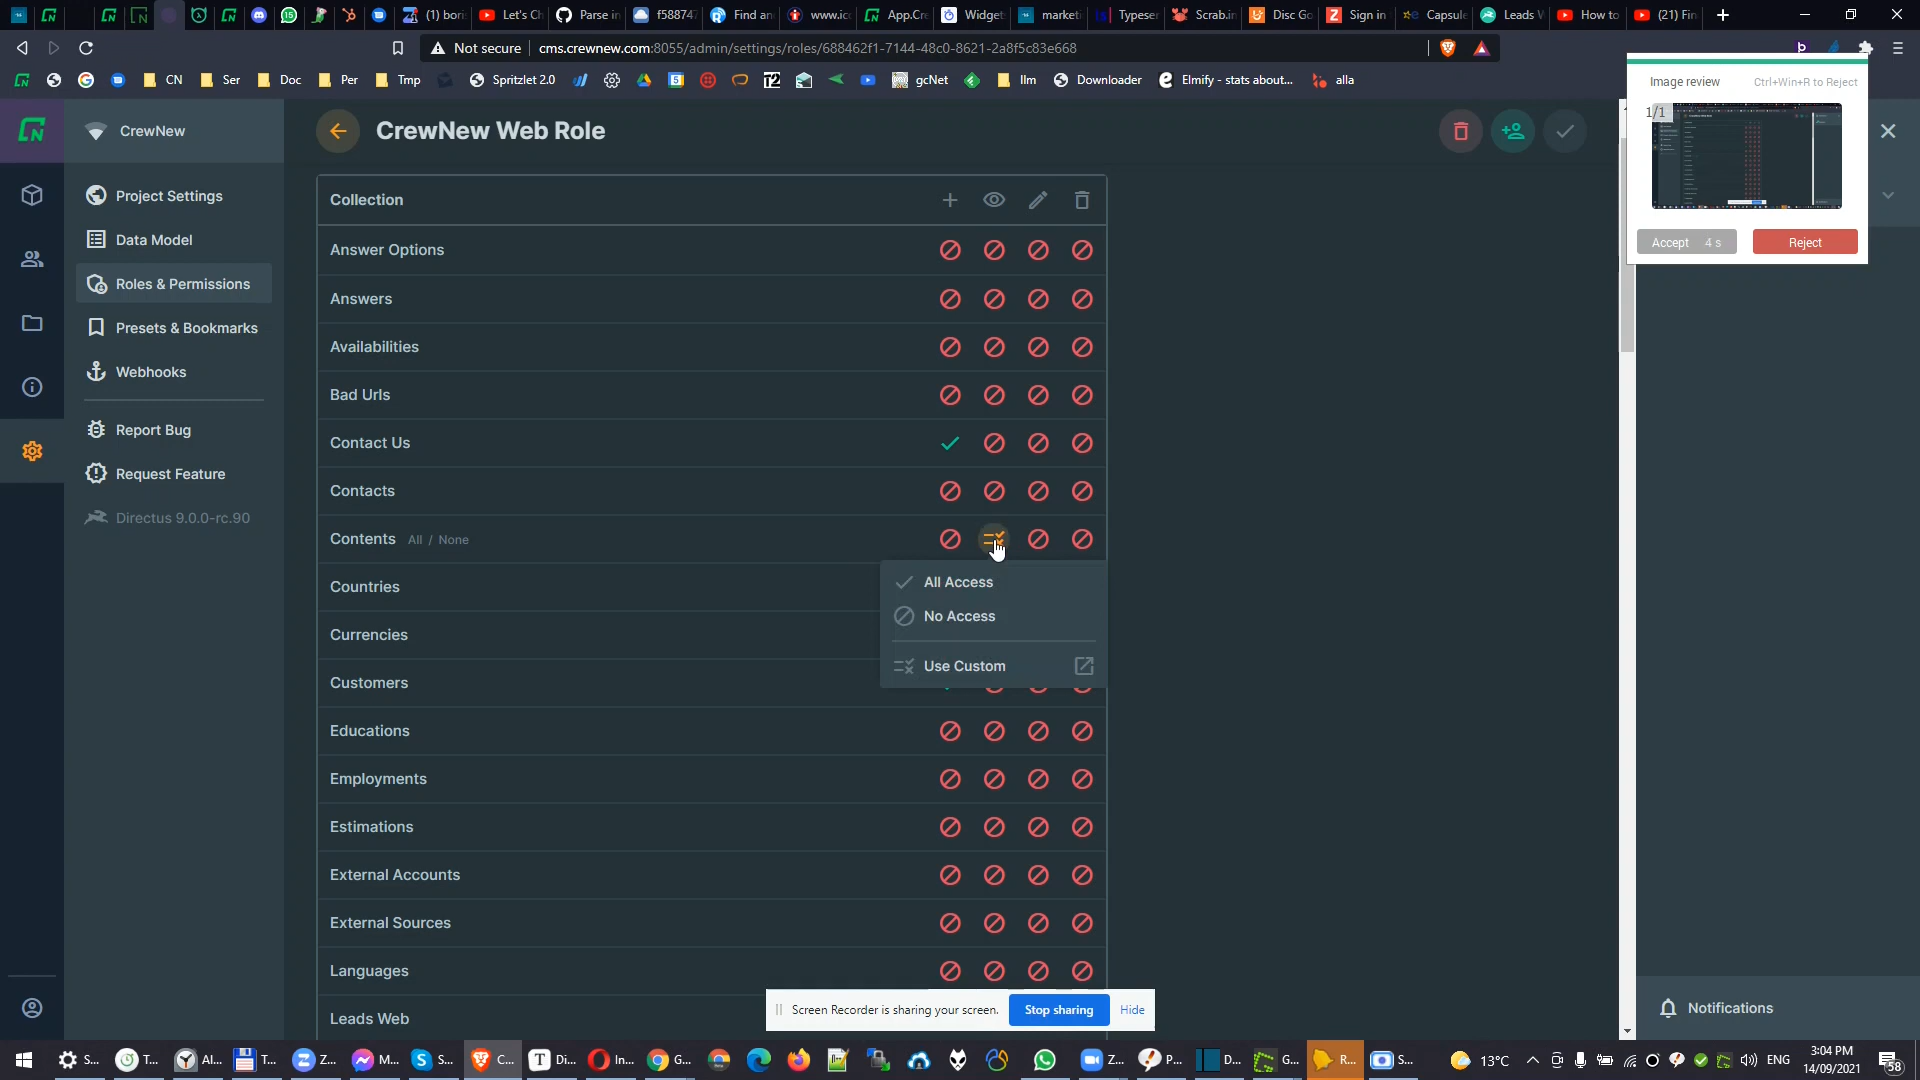 (1) bori
Let's Ch
Parse in
f58874
Find an
www.ic
App.Cre
Widget
market
Typeser
Scrab.in
Disc Go
Sign in
Capsule
Leads W
How to
(21) Fin
Not secure
cms.crewnew.com:8055/admin/settings/roles/688462f1-7144-48c0-8621-2a8f5c83e668
CN
Ser
Doc
Per
Tmp
Spritzlet 2.0
gcNet
llm
Downloader
Elmify - stats about...
alla
Image review
Ctrl+Win+R to Reject
1/1
Accept 4 s
Reject
CrewNew
CrewNew Web Role
Project Settings
Data Model
Roles & Permissions
Presets & Bookmarks
Webhooks
Report Bug
Request Feature
Directus 9.0.0-rc.90
Collection
Answer Options
Answers
Availabilities
Bad Urls
Contact Us
Contacts
Contents All / None
Countries
Currencies
Customers
Educations
Employments
Estimations
External Accounts
External Sources
Languages
Leads Web
All Access
No Access
Use Custom
Screen Recorder is sharing your screen.
Stop sharing
Hide
Notifications
S...
T...
Al...
T...
Z...
M...
S...
C...
Di...
In...
G...
Z...
P...
D...
G...
R...
S...
13°C
ENG
3:04 PM
14/09/2021
58